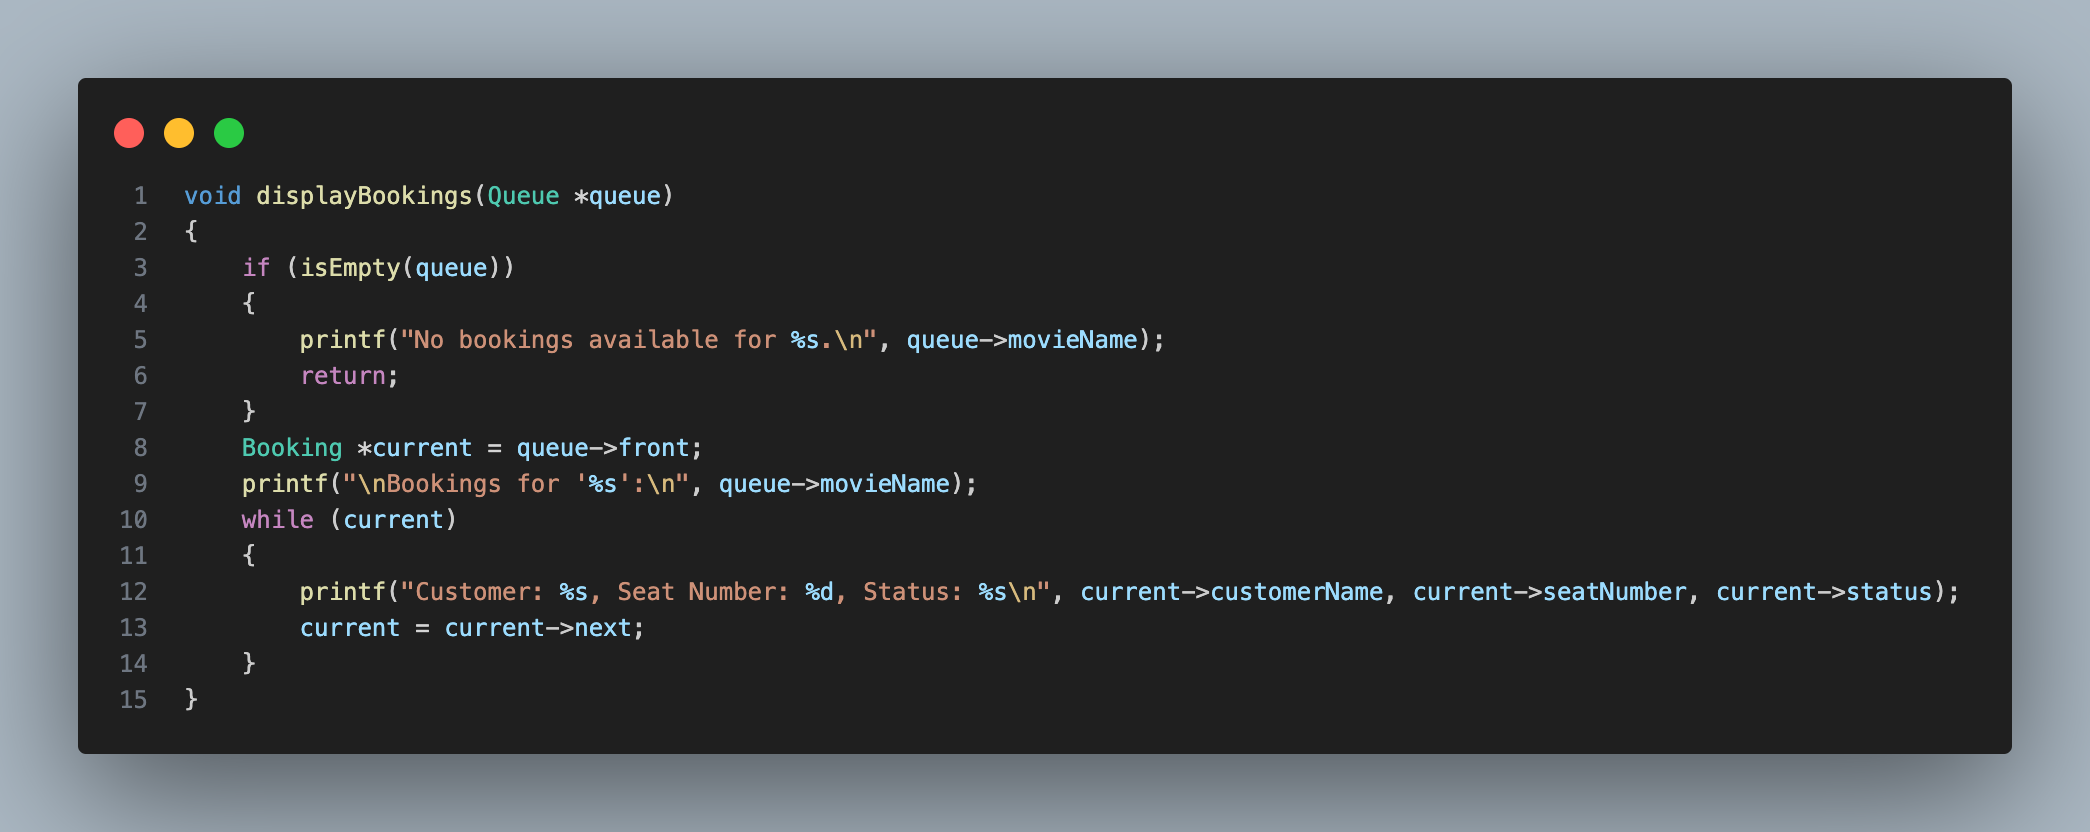 1 void displayBookings(Queue *queue)
2 {
3     if (isEmpty(queue))
4     {
5         printf("No bookings available for %s.\n", queue->movieName);
6         return;
7     }
8     Booking *current = queue->front;
9     printf("\nBookings for '%s':\n", queue->movieName);
10     while (current)
11     {
12         printf("Customer: %s, Seat Number: %d, Status: %s\n", current->customerName, current->seatNumber, current->status);
13         current = current->next;
14     }
15 }